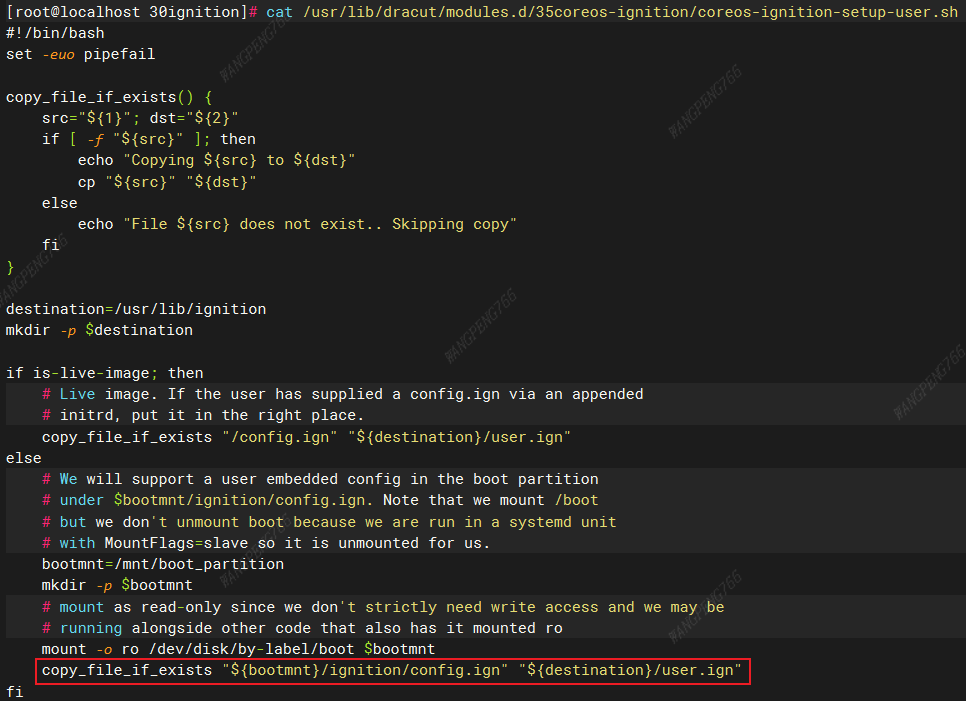 [root@localhost 30ignition]# cat /usr/lib/dracut/modules.d/35coreos-ignition/coreos-ignition-setup-user.sh
#!/bin/bash
set -euo pipefail

copy_file_if_exists() {
    src="${1}"; dst="${2}"
    if [ -f "${src}" ]; then
        echo "Copying ${src} to ${dst}"
        cp "${src}" "${dst}"
    else
        echo "File ${src} does not exist.. Skipping copy"
    fi
}

destination=/usr/lib/ignition
mkdir -p $destination

if is-live-image; then
    # Live image. If the user has supplied a config.ign via an appended
    # initrd, put it in the right place.
    copy_file_if_exists "/config.ign" "${destination}/user.ign"
else
    # We will support a user embedded config in the boot partition
    # under $bootmnt/ignition/config.ign. Note that we mount /boot
    # but we don't unmount boot because we are run in a systemd unit
    # with MountFlags=slave so it is unmounted for us.
    bootmnt=/mnt/boot_partition
    mkdir -p $bootmnt
    # mount as read-only since we don't strictly need write access and we may be
    # running alongside other code that also has it mounted ro
    mount -o ro /dev/disk/by-label/boot $bootmnt
    copy_file_if_exists "${bootmnt}/ignition/config.ign" "${destination}/user.ign"
fi
WANGPENG766
WANGPENG766
WANGPENG766
WANGPENG766
WANGPENG766
WANGPENG766
WANGPENG766